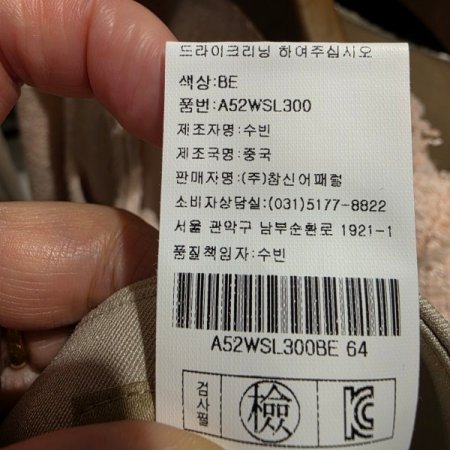 드라이크리닝 하여주십시오
색상:BE
품번:A52WSL300
제조자명:수빈
제조국명:중국
판매자명:(주)참신어패럴
소비자상담실:(031)5177-8822
서울 관악구 남부순환로 1921-1
품질책임자:수빈
A52WSL300BE 64
검사필 檢 KC